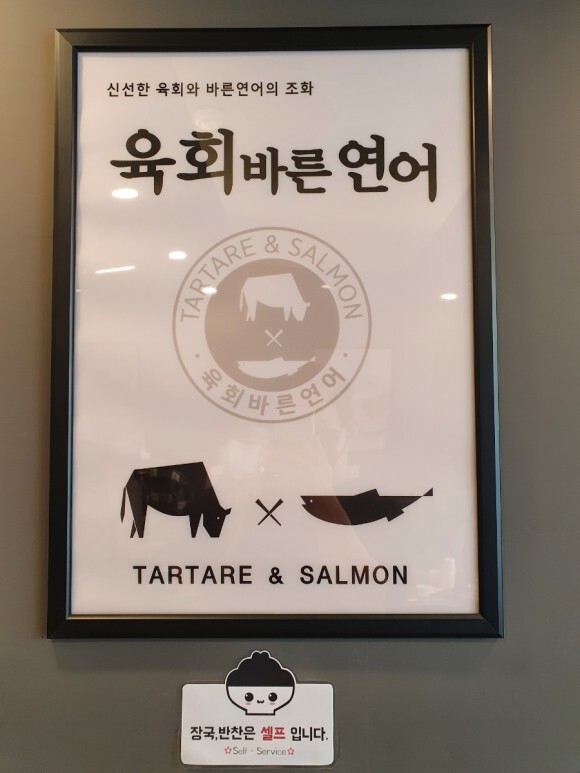 신선한 육회와 바른연어의 조화
육회바른연어
TARTARE & SALMON
· 육회바른연어 ·
TARTARE & SALMON
장국,반찬은 셀프 입니다.
☆Self - Service☆